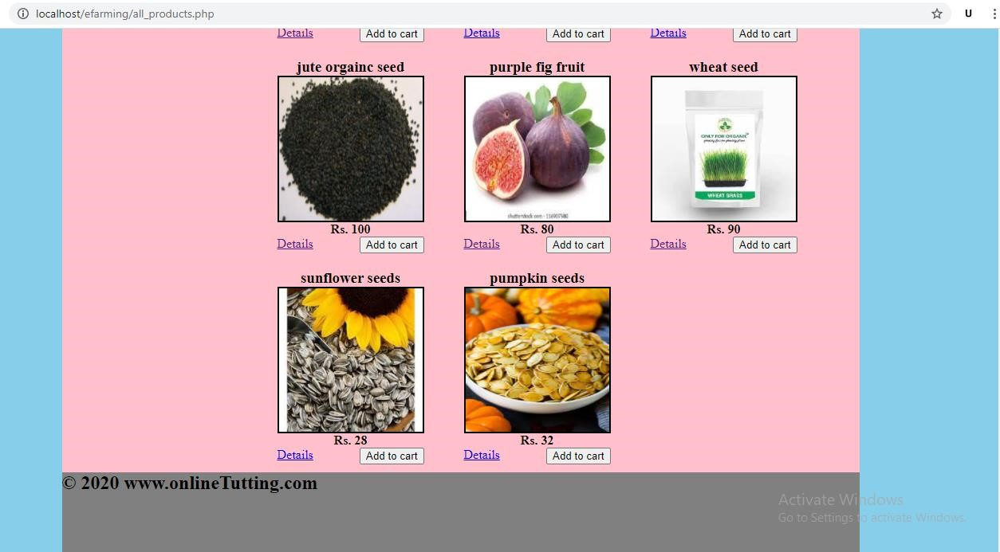 localhost/efarming/all_products.php
U
Details Add to cart Details Add to cart Details Add to cart
jute orgainc seed purple fig fruit wheat seed
ONLY FOR ORGANIC
WHEAT GRASS
shutterstock.com · 116907580
Rs. 100 Rs. 80 Rs. 90
Details Add to cart Details Add to cart Details Add to cart
sunflower seeds pumpkin seeds
Rs. 28 Rs. 32
Details Add to cart Details Add to cart
© 2020 www.onlineTutting.com
Activate Windows
Go to Settings to activate Windows.